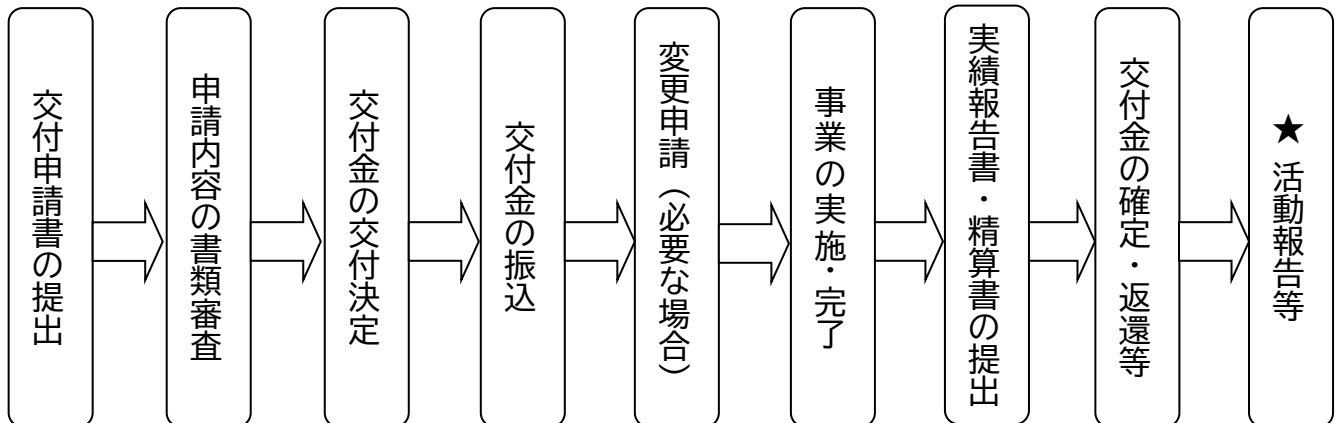 交付申請書の提出
申請内容の書類審査
交付金の交付決定
交付金の振込
変更申請（必要な場合）
事業の実施・完了
実績報告書・精算書の提出
交付金の確定・返還等
★ 活動報告等